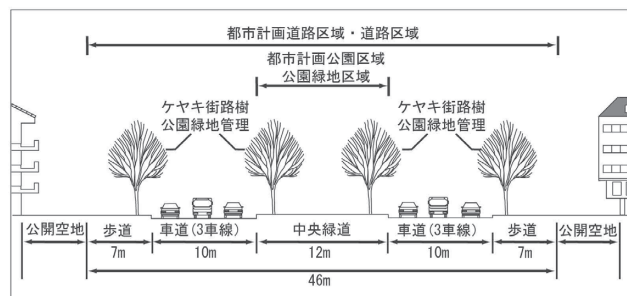 都市計画道路区域・道路区域
都市計画公園区域
公園緑地区域
ケヤキ街路樹
公園緑地管理
ケヤキ街路樹
公園緑地管理
公開空地
歩道
車道(3車線)
中央緑道
車道(3車線)
歩道
公開空地
7m
10m
12m
10m
7m
46m